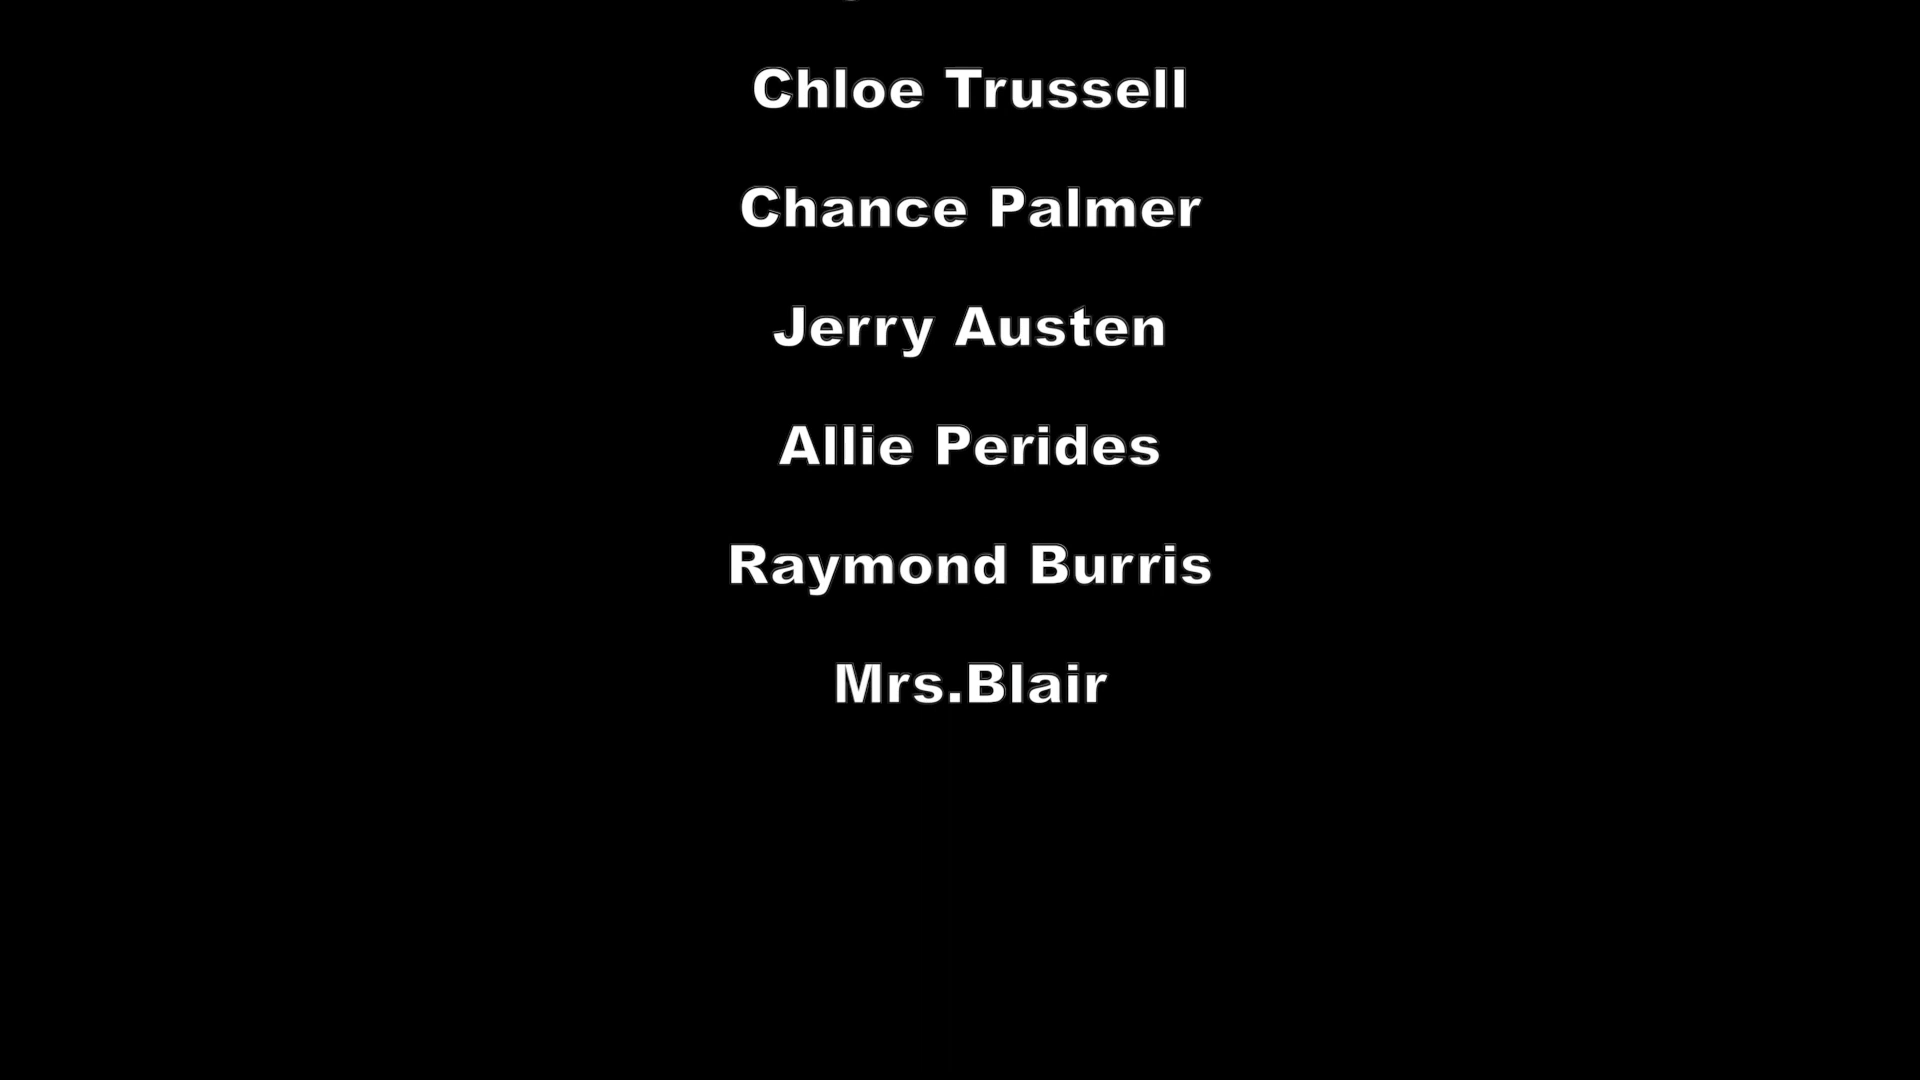 Chloe Trussell
Chance Palmer
Jerry Austen
Allie Perides
Raymond Burris
Mrs.Blair